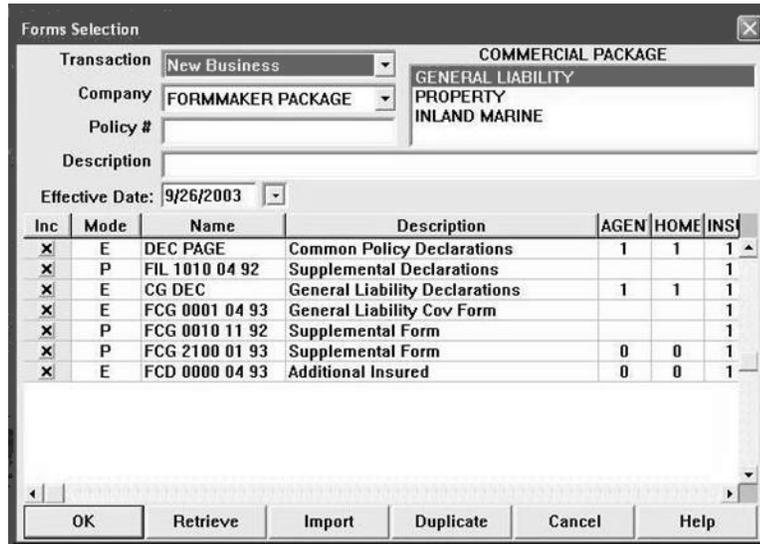 Forms Selection
Transaction New Business
COMMERCIAL PACKAGE
GENERAL LIABILITY
PROPERTY
INLAND MARINE
Company FORMMAKER PACKAGE
Policy #
Description
Effective Date: 9/26/2003
Inc Mode Name Description AGEN HOME INSU
X E DEC PAGE Common Policy Declarations 1 1 1
X P FIL 1010 04 92 Supplemental Declarations 1
X E CG DEC General Liability Declarations 1 1 1
X E FCG 0001 04 93 General Liability Cov Form 1
X P FCG 0010 11 92 Supplemental Form 1
X P FCG 2100 01 93 Supplemental Form 0 0 1
X E FCD 0000 04 93 Additional Insured 0 0 1
OK Retrieve Import Duplicate Cancel Help